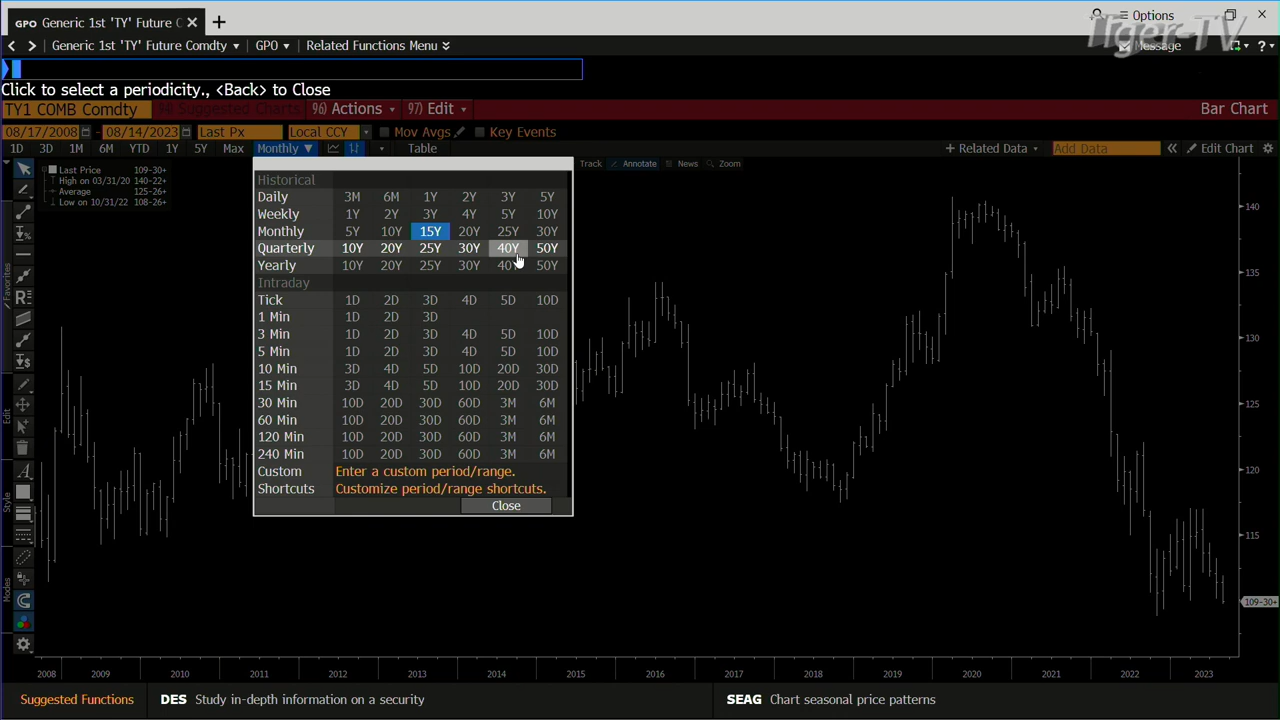 GPO Generic 1st 'TY' Future C
Options
Tiger-TV
Generic 1st 'TY' Future Comdty GPO Related Functions Menu Message
Click to select a periodicity., <Back> to Close
TY1 COMB Comdty 98) Suggested Charts 96) Actions 97) Edit Bar Chart
08/17/2008 - 08/14/2023 Last Px Local CCY Mov Avgs Key Events
1D 3D 1M 6M YTD 1Y 5Y Max Monthly ▼ Table + Related Data Add Data Edit Chart
Track Annotate News Zoom
Last Price 109-30+
High on 03/31/20 140-22+
Average 125-26+
Low on 10/31/22 108-26+
Historical
Daily 3M 6M 1Y 2Y 3Y 5Y
Weekly 1Y 2Y 3Y 4Y 5Y 10Y
Monthly 5Y 10Y 15Y 20Y 25Y 30Y
Quarterly 10Y 20Y 25Y 30Y 40Y 50Y
Yearly 10Y 20Y 25Y 30Y 40Y 50Y
Intraday
Tick 1D 2D 3D 4D 5D 10D
1 Min 1D 2D 3D
3 Min 1D 2D 3D 4D 5D 10D
5 Min 1D 2D 3D 4D 5D 10D
10 Min 3D 4D 5D 10D 20D 30D
15 Min 3D 4D 5D 10D 20D 30D
30 Min 10D 20D 30D 60D 3M 6M
60 Min 10D 20D 30D 60D 3M 6M
120 Min 10D 20D 30D 60D 3M 6M
240 Min 10D 20D 30D 60D 3M 6M
Custom Enter a custom period/range.
Shortcuts Customize period/range shortcuts.
Close
Favorites
Edit
Style
Modes
140
135
130
125
120
115
109-30+
2008 2009 2010 2011 2012 2013 2014 2015 2016 2017 2018 2019 2020 2021 2022 2023
Suggested Functions DES Study in-depth information on a security SEAG Chart seasonal price patterns